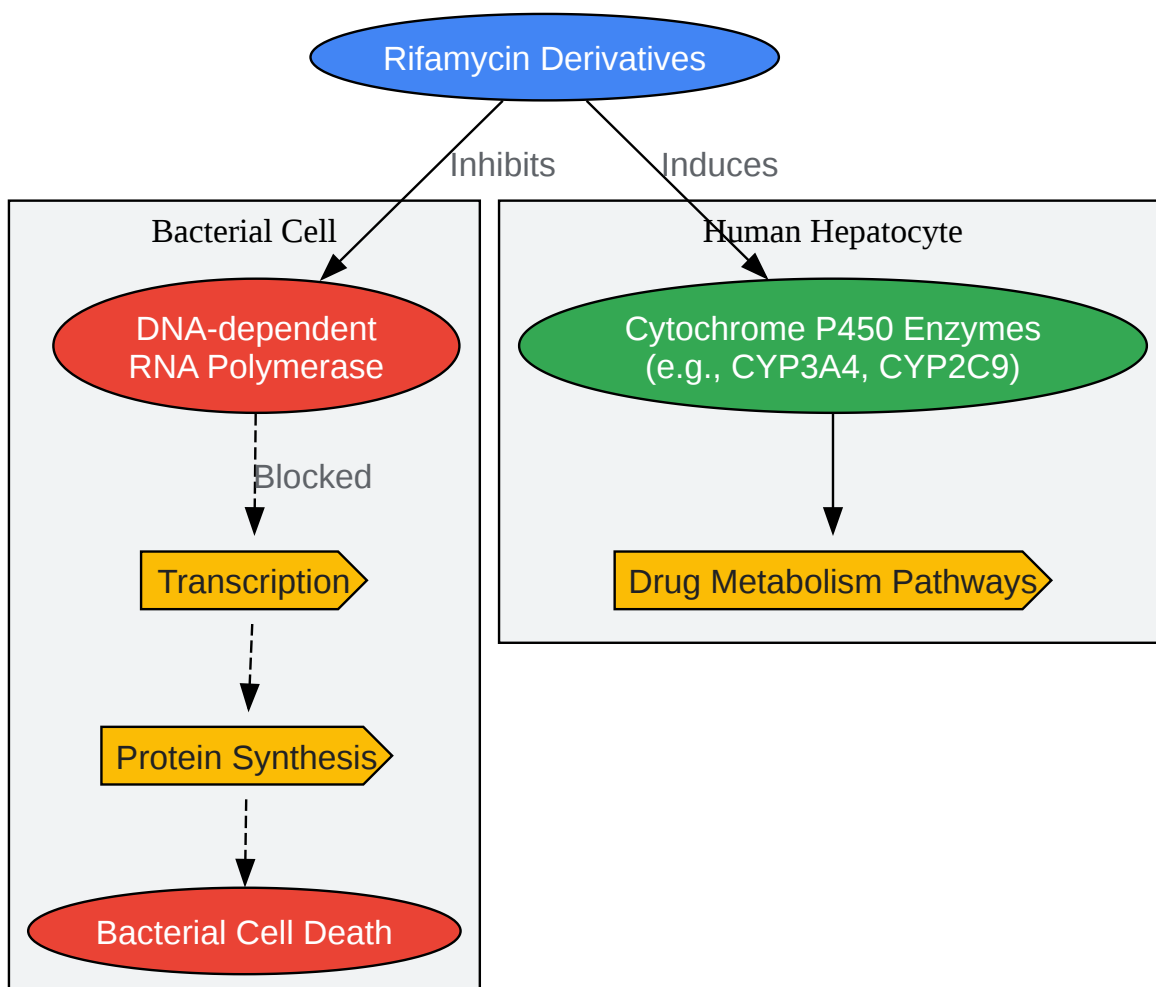 Rifamycin Derivatives
Inhibits
Induces
Bacterial Cell
DNA-dependent
RNA Polymerase
Blocked
Transcription
Protein Synthesis
Bacterial Cell Death
Human Hepatocyte
Cytochrome P450 Enzymes
(e.g., CYP3A4, CYP2C9)
Drug Metabolism Pathways